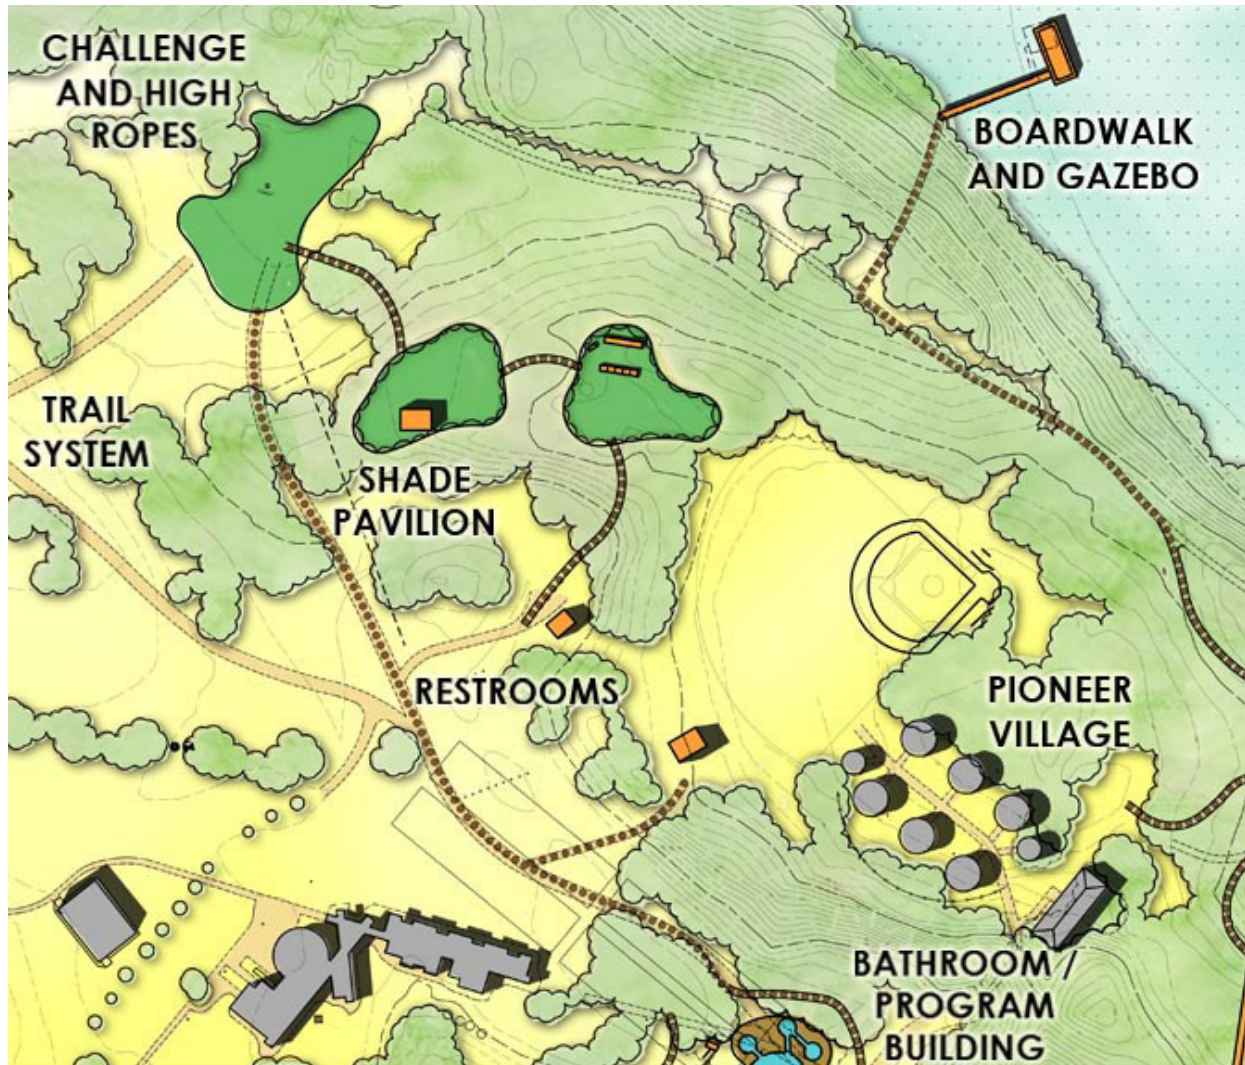 CHALLENGE
AND HIGH
ROPES
BOARDWALK
AND GAZEBO
TRAIL
SYSTEM
SHADE
PAVILION
RESTROOMS
PIONEER
VILLAGE
BATHROOM /
PROGRAM
BUILDING